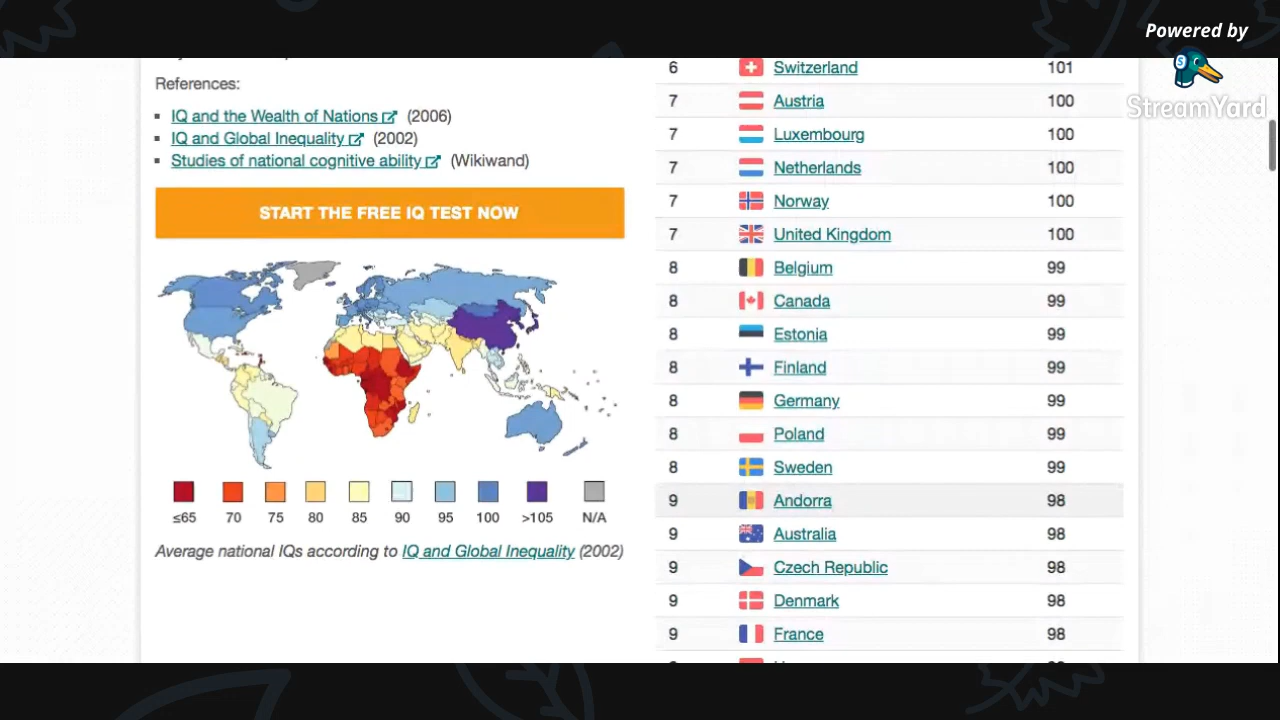 Powered by
StreamYard
References:
IQ and the Wealth of Nations (2006)
IQ and Global Inequality (2002)
Studies of national cognitive ability (Wikiwand)
START THE FREE IQ TEST NOW
≤65 70 75 80 85 90 95 100 >105 N/A
Average national IQs according to IQ and Global Inequality (2002)
6 Switzerland 101
7 Austria 100
7 Luxembourg 100
7 Netherlands 100
7 Norway 100
7 United Kingdom 100
8 Belgium 99
8 Canada 99
8 Estonia 99
8 Finland 99
8 Germany 99
8 Poland 99
8 Sweden 99
9 Andorra 98
9 Australia 98
9 Czech Republic 98
9 Denmark 98
9 France 98